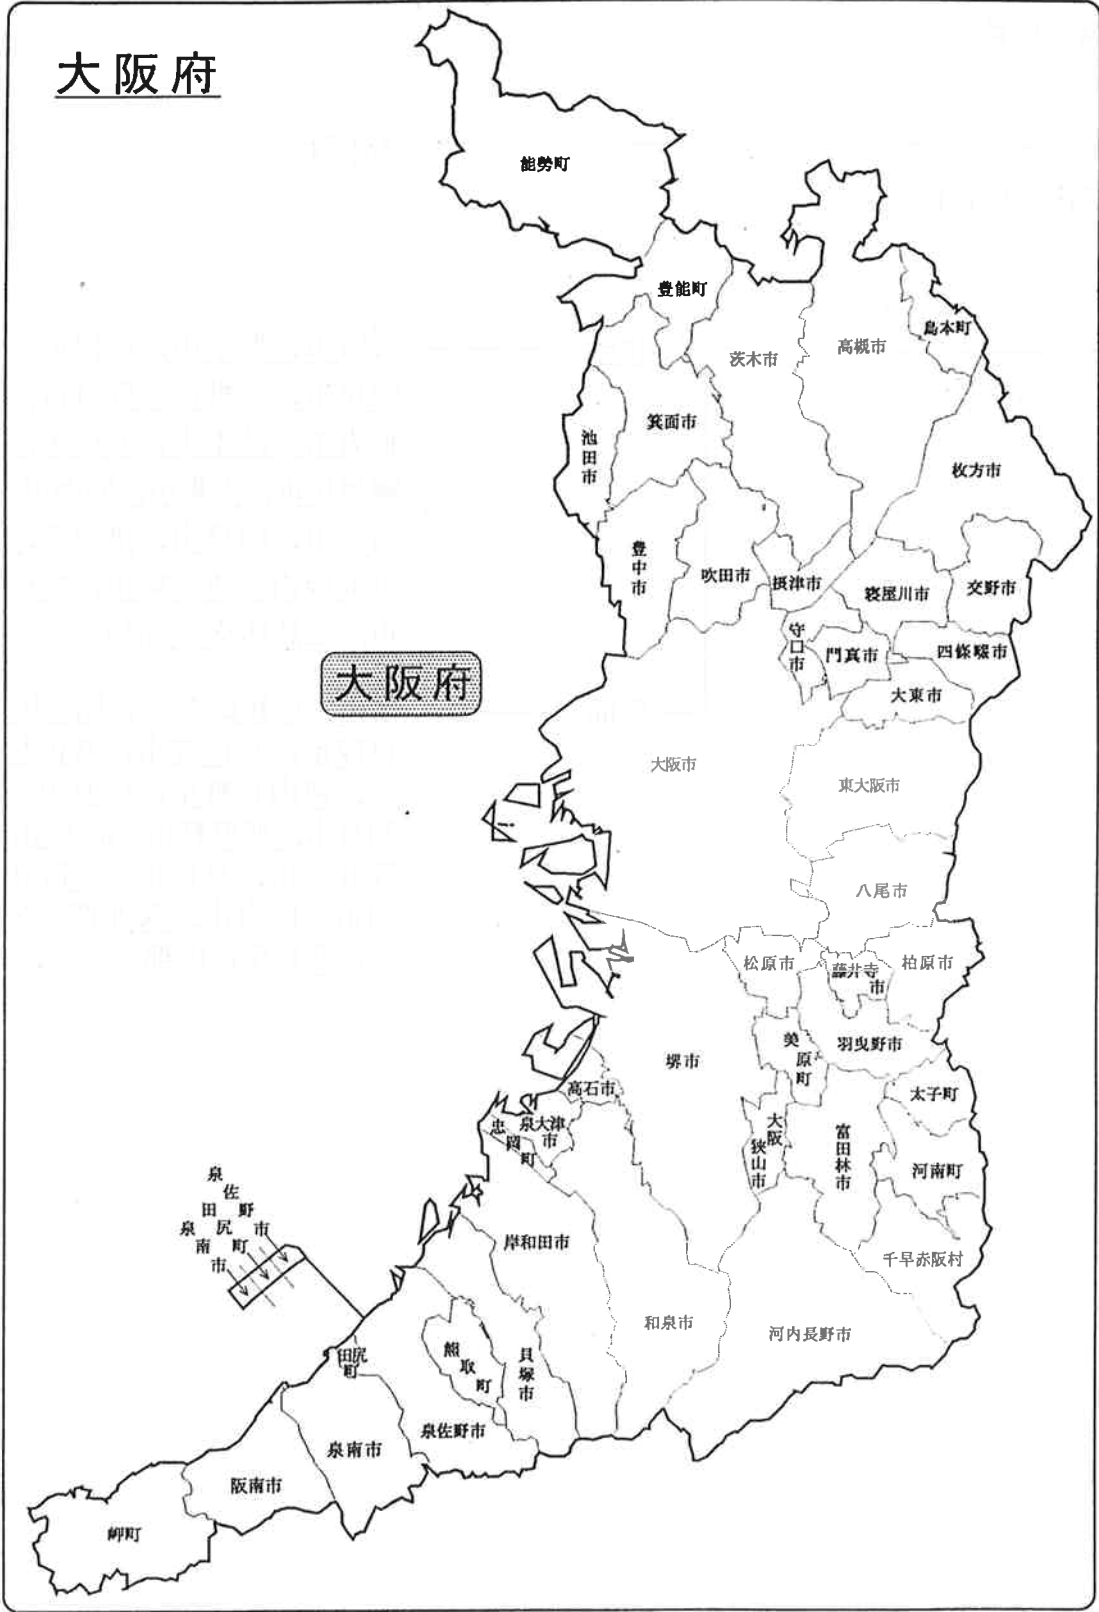 大阪府
能勢町
豊能町
島本町
高槻市
茨木市
箕面市
池田市
枚方市
豊中市
吹田市
摂津市
寝屋川市
交野市
守口市
門真市
四條畷市
大東市
大阪府
大阪市
東大阪市
八尾市
松原市
藤井寺市
柏原市
堺市
美原町
羽曳野市
高石市
太子町
忠岡町
泉大津市
大阪狭山市
富田林市
河南町
泉佐野市
田尻町
泉南市
岸和田市
千早赤阪村
和泉市
河内長野市
熊取町
貝塚市
田尻町
泉佐野市
泉南市
阪南市
岬町